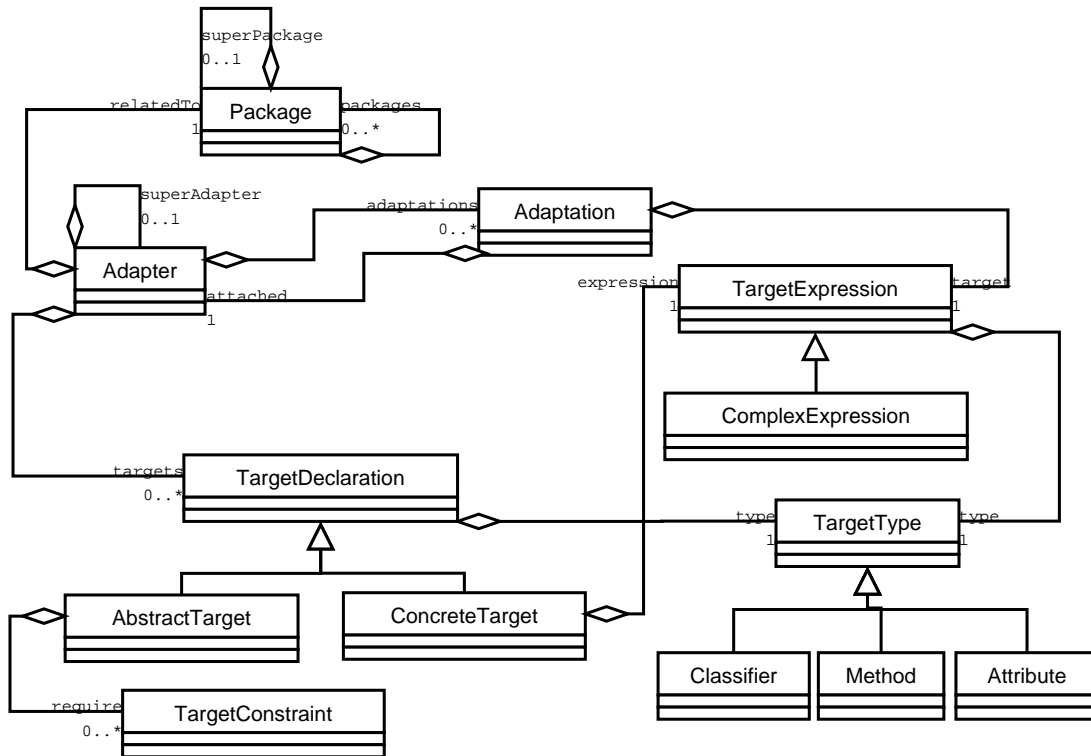 superPackage
0..1
relatedTo
1
Package
packages
0..*
superAdapter
0..1
adaptations
0..*
Adaptation
Adapter
attached
1
expression
1
TargetExpression
target
1
ComplexExpression
targets
0..*
TargetDeclaration
type
1
TargetType
type
1
AbstractTarget
ConcreteTarget
Classifier
Method
Attribute
require
0..*
TargetConstraint